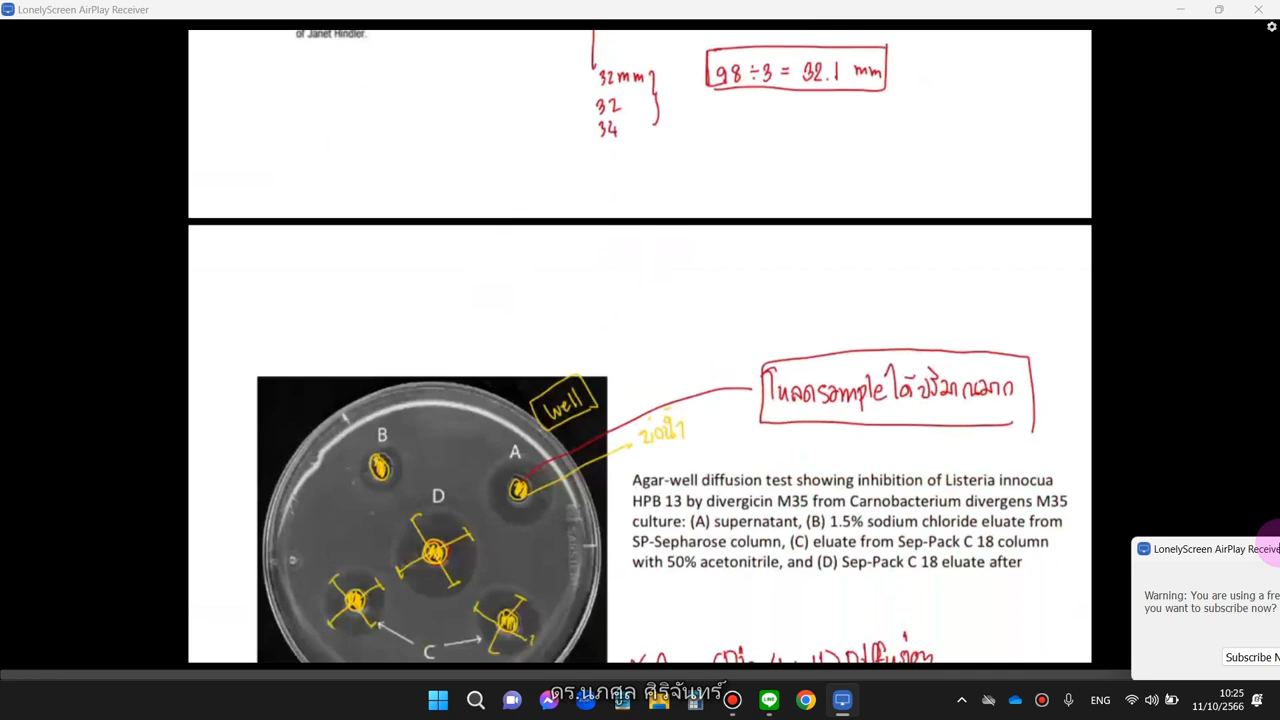 LonelyScreen AirPlay Receiver
of Janet Hindler.
32 mm
32
34
98 ÷ 3 = 32.1 mm
well
บ่อน้ำ
โหลดsampleได้ปริมาณมาก
B
A
D
C
Agar-well diffusion test showing inhibition of Listeria innocua
HPB 13 by divergicin M35 from Carnobacterium divergens M35
culture: (A) supernatant, (B) 1.5% sodium chloride eluate from
SP-Sepharose column, (C) eluate from Sep-Pack C 18 column
with 50% acetonitrile, and (D) Sep-Pack C 18 eluate after
Diffusion
LonelyScreen AirPlay Receive
Warning: You are using a fre
you want to subscribe now?
Subscribe N
ดร.นภศูล ศิริจันทร์
ENG
10:25
11/10/2566